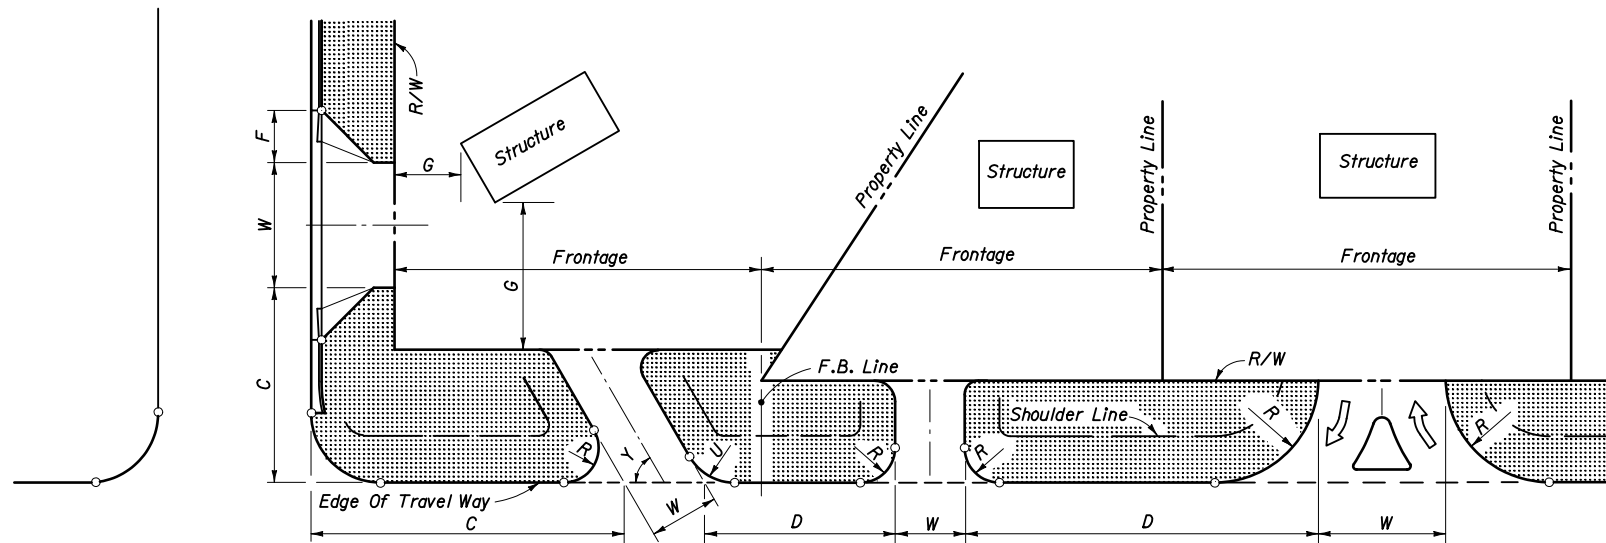 R/W
F
Structure
G
Property Line
Structure
Property Line
Structure
Property Line
W
Frontage
Frontage
Frontage
G
C
F.B. Line
R/W
Shoulder Line
R
R
R
Y
U
R
R
Edge Of Travel Way
W
C
D
W
D
W